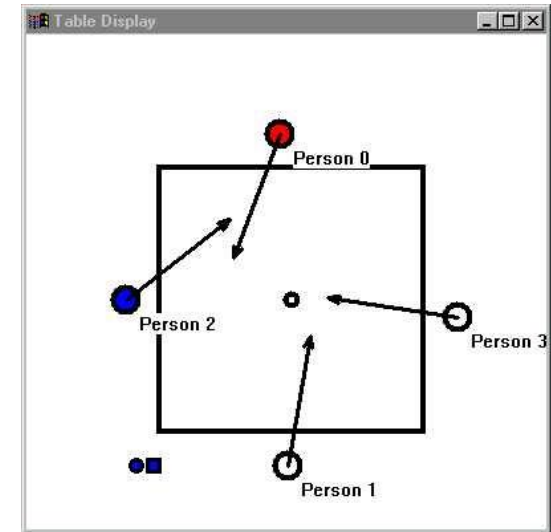 Table Display
Person 0
Person 2
Person 3
Person 1